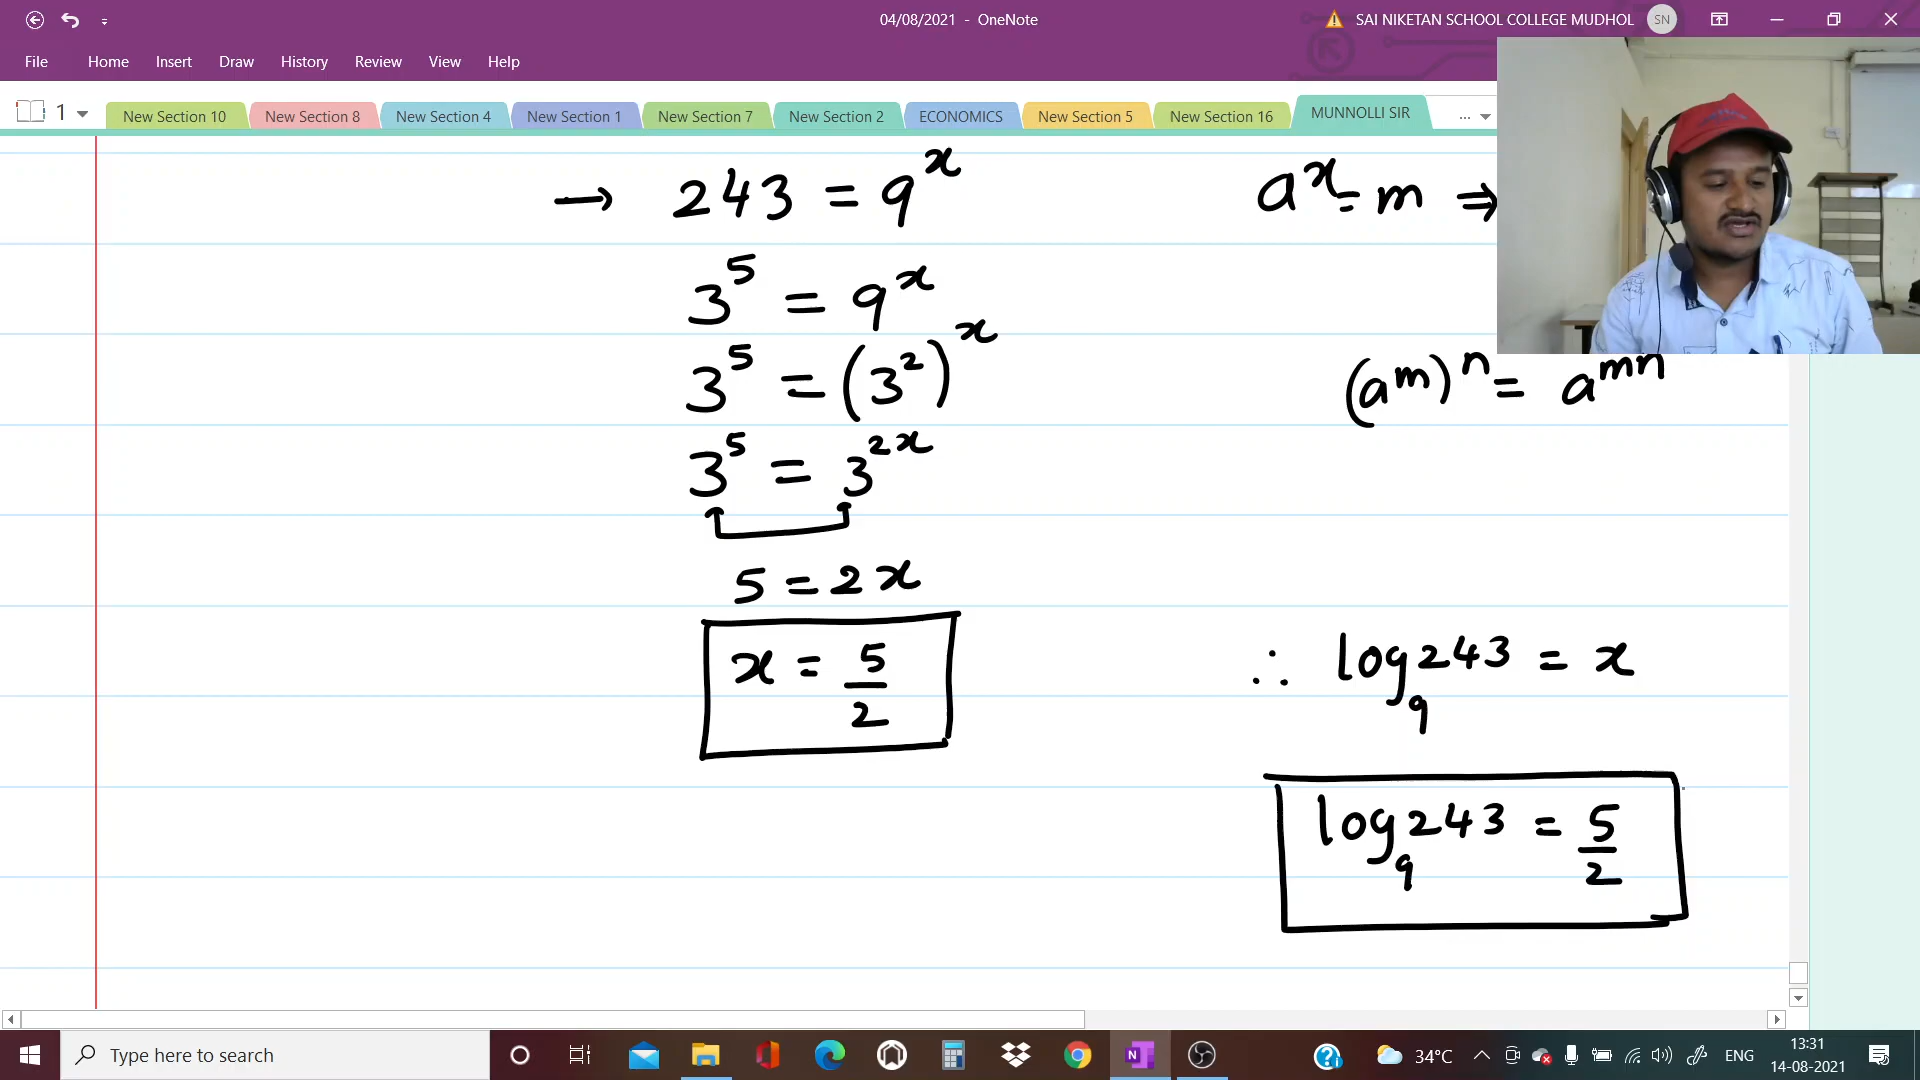 04/08/2021 - OneNote
SAI NIKETAN SCHOOL COLLEGE MUDHOL SN
File Home Insert Draw History Review View Help
1 New Section 10 New Section 8 New Section 4 New Section 1 New Section 7 New Section 2 ECONOMICS New Section 5 New Section 16 MUNNOLLI SIR ...
→ 243 = 9^x
a^x = m ⇒
3^5 = 9^x
3^5 = (3^2)^x
(a^m)^n = a^mn
3^5 = 3^2x
5 = 2x
x = 5/2
∴ log_9 243 = x
log_9 243 = 5/2
Type here to search
34°C ENG 13:31
14-08-2021